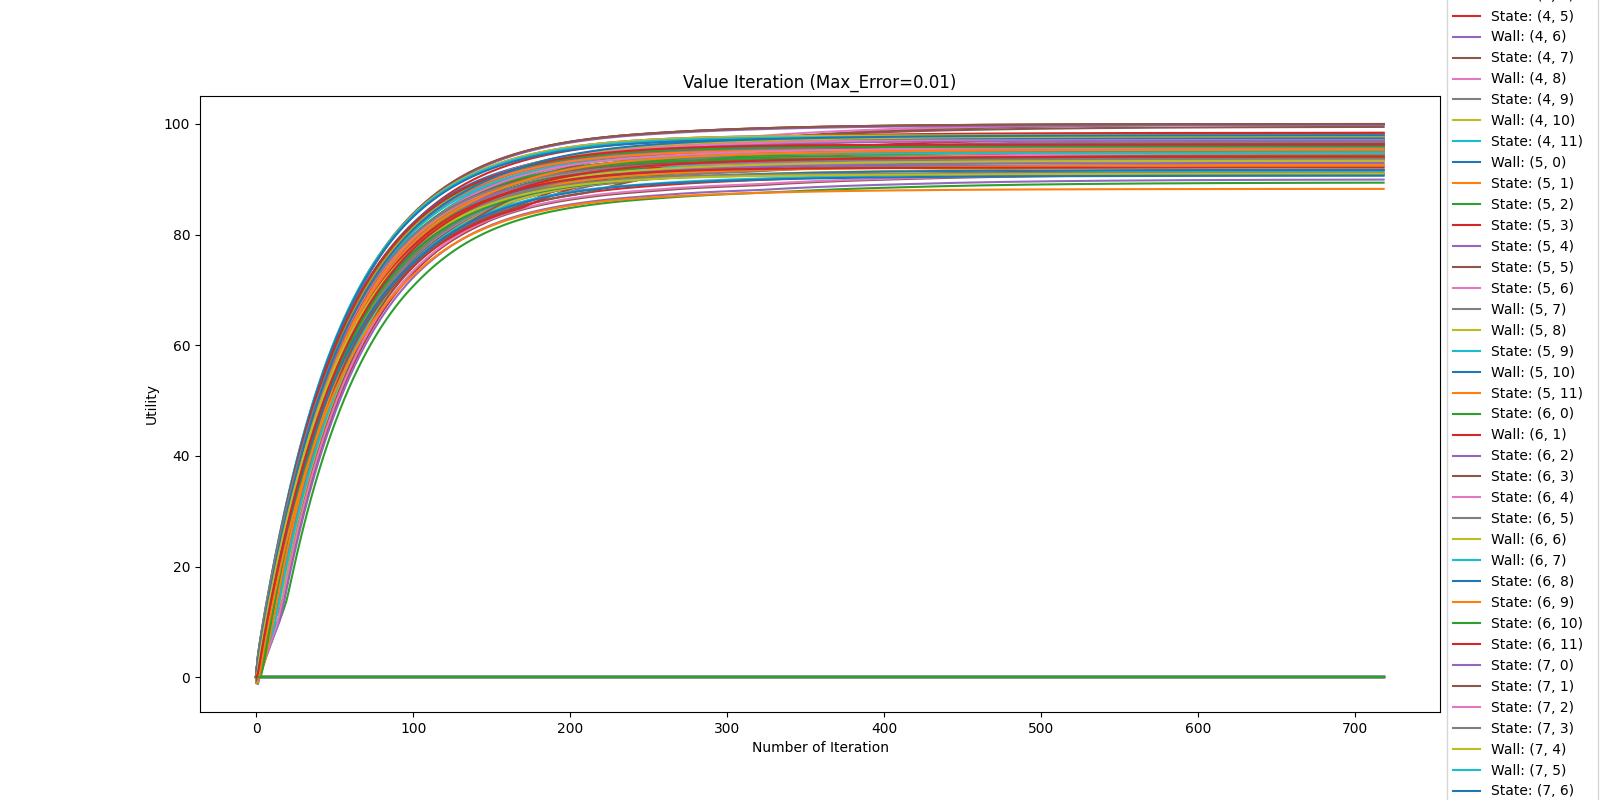 Value Iteration (Max_Error=0.01)
100
80
60
40
20
0
Utility
0 100 200 300 400 500 600 700
Number of Iteration
State: (4, 5)
Wall: (4, 6)
State: (4, 7)
Wall: (4, 8)
State: (4, 9)
Wall: (4, 10)
State: (4, 11)
Wall: (5, 0)
State: (5, 1)
State: (5, 2)
State: (5, 3)
State: (5, 4)
State: (5, 5)
State: (5, 6)
Wall: (5, 7)
Wall: (5, 8)
State: (5, 9)
Wall: (5, 10)
State: (5, 11)
State: (6, 0)
Wall: (6, 1)
State: (6, 2)
State: (6, 3)
State: (6, 4)
State: (6, 5)
Wall: (6, 6)
Wall: (6, 7)
State: (6, 8)
State: (6, 9)
State: (6, 10)
State: (6, 11)
State: (7, 0)
State: (7, 1)
State: (7, 2)
State: (7, 3)
Wall: (7, 4)
Wall: (7, 5)
State: (7, 6)